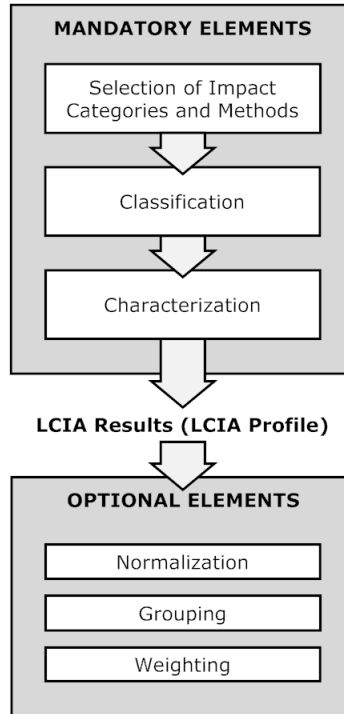 MANDATORY ELEMENTS
Selection of Impact
Categories and Methods
Classification
Characterization
LCIA Results (LCIA Profile)
OPTIONAL ELEMENTS
Normalization
Grouping
Weighting